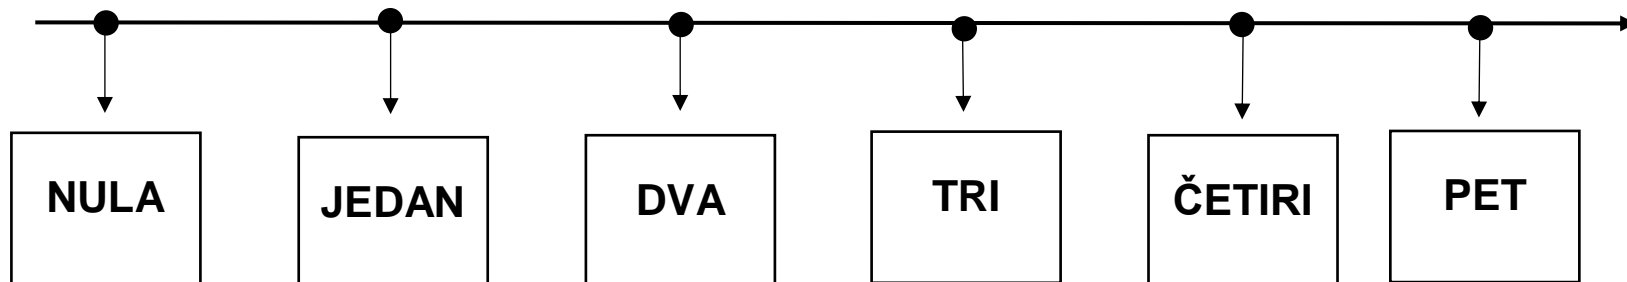 NULA JEDAN DVA TRI ČETIRI PET